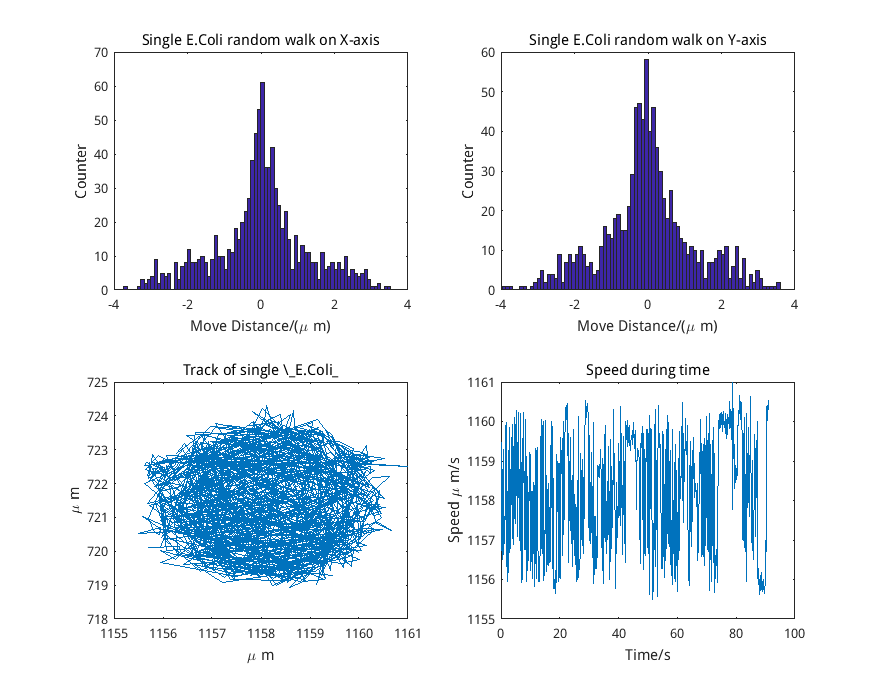 Single E.Coli random walk on X-axis
70
60
50
40
30
20
10
0
Counter
-4 -2 0 2 4
Move Distance/(μ m)
Single E.Coli random walk on Y-axis
60
50
40
30
20
10
0
Counter
-4 -2 0 2 4
Move Distance/(μ m)
Track of single \_E.Coli_
725
724
723
722
721
720
719
718
μ m
1155 1156 1157 1158 1159 1160 1161
μ m
Speed during time
1161
1160
1159
1158
1157
1156
1155
Speed μ m/s
0 20 40 60 80 100
Time/s